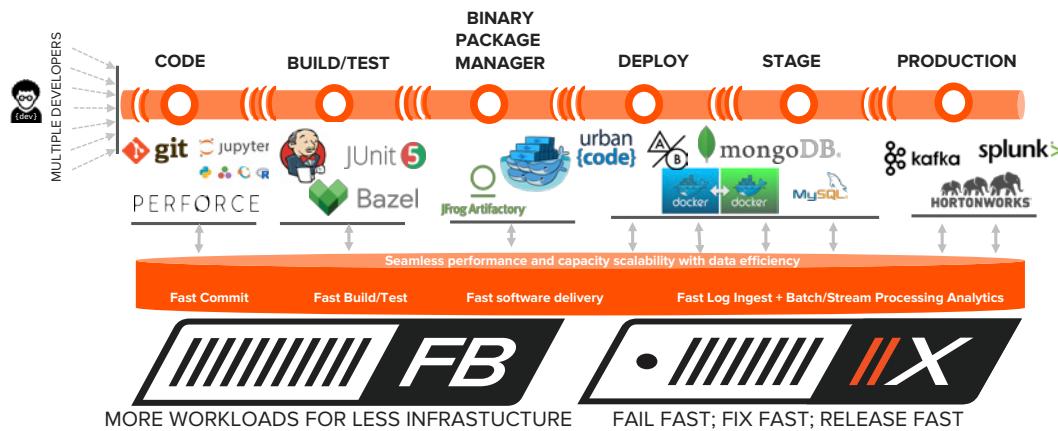 BINARY
PACKAGE
MANAGER
CODE
BUILD/TEST
DEPLOY
STAGE
PRODUCTION
MULTIPLE DEVELOPERS
{dev}
git
jupyter
C
R
PERFORCE
JUnit 5
Bazel
JFrog Artifactory
urban
{code}
A
B
mongoDB
docker
docker
MySQL
kafka
splunk>
HORTONWORKS
Seamless performance and capacity scalability with data efficiency
Fast Commit
Fast Build/Test
Fast software delivery
Fast Log Ingest + Batch/Stream Processing Analytics
FB
//X
MORE WORKLOADS FOR LESS INFRASTUCTURE
FAIL FAST; FIX FAST; RELEASE FAST